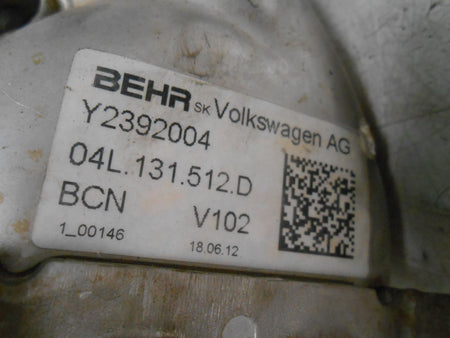 BEHR SK Volkswagen AG
Y2392004
04L.131.512.D
BCN V102
1_00146 18.06.12